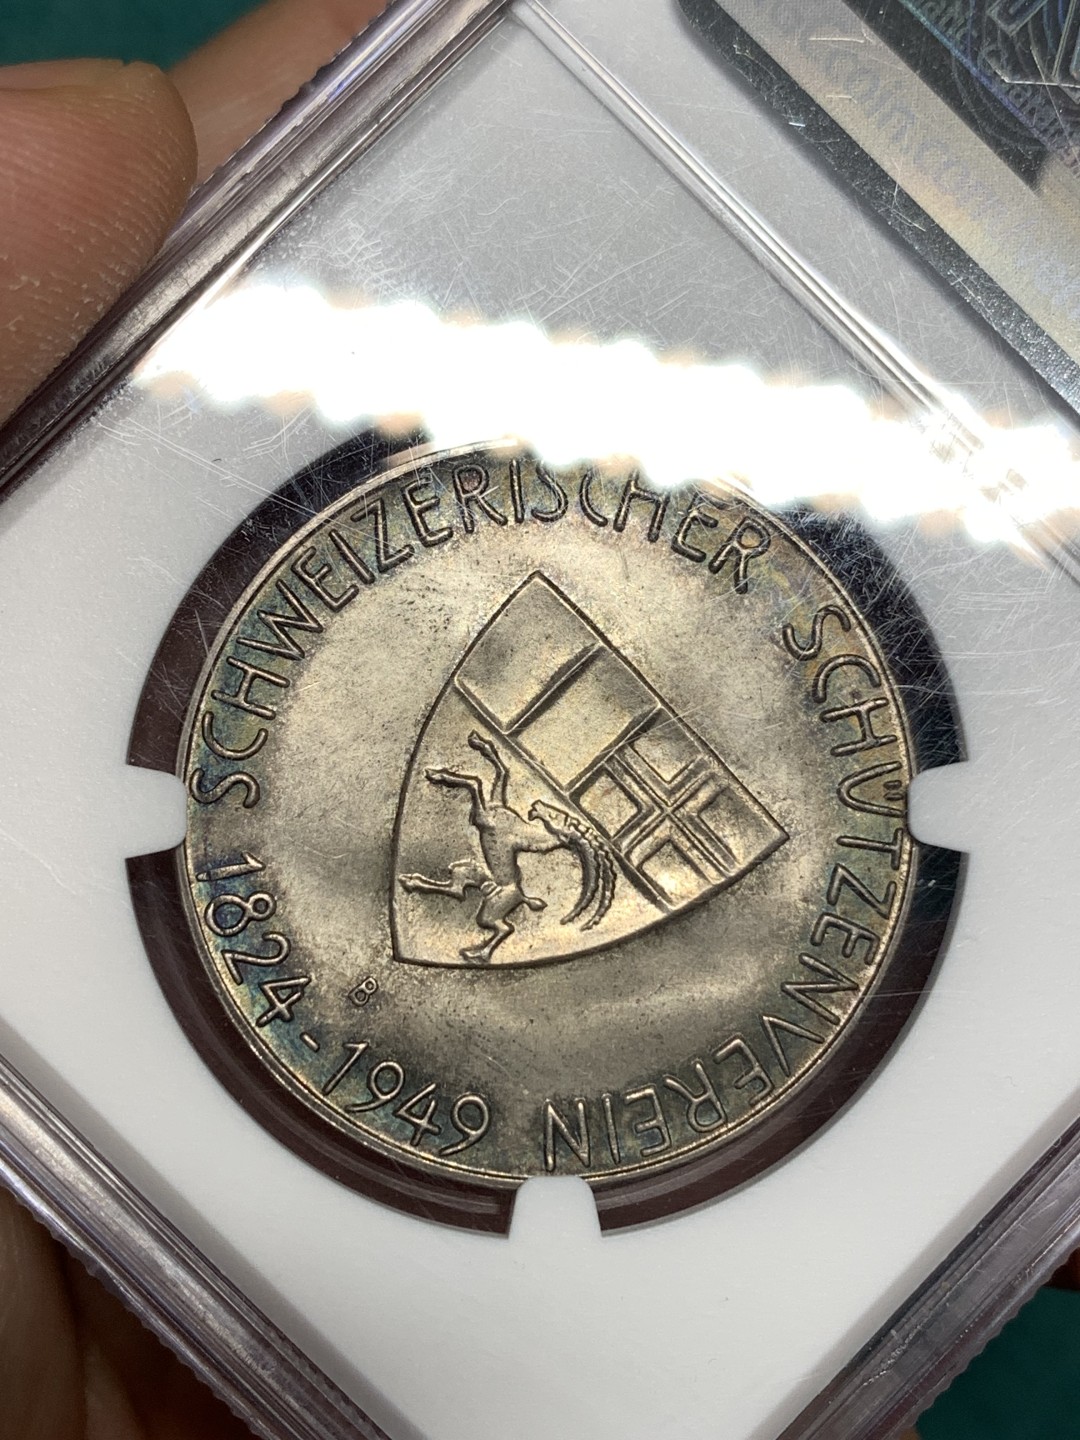 SCHWEIZERISCHER SCHÜTZENVEREIN
1824-1949
B